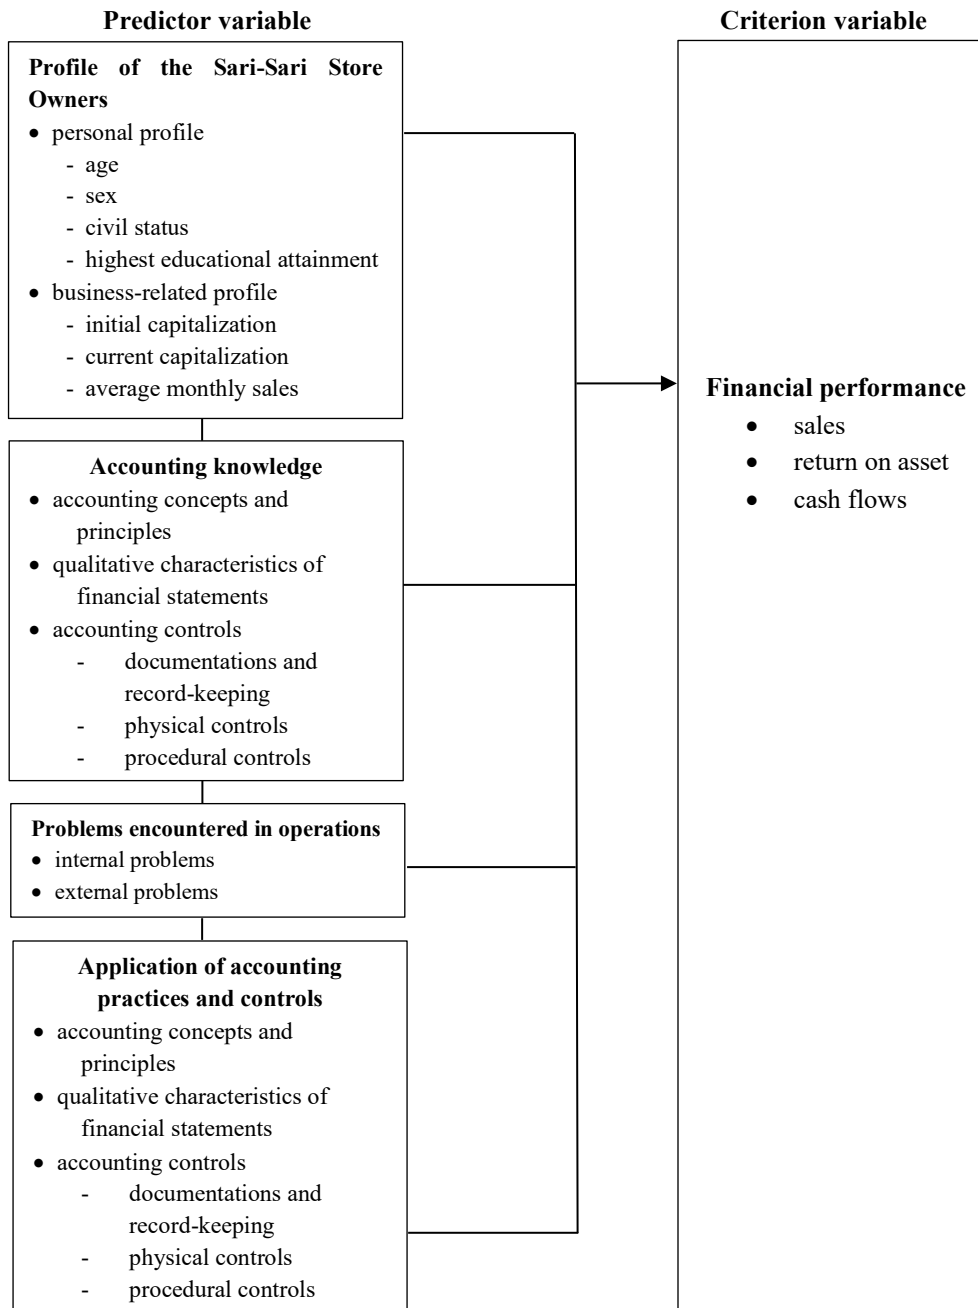 Predictor variable
Criterion variable
Profile of the Sari-Sari Store
Owners
• personal profile
- age
- sex
- civil status
- highest educational attainment
• business-related profile
- initial capitalization
- current capitalization
- average monthly sales
Accounting knowledge
• accounting concepts and
principles
• qualitative characteristics of
financial statements
• accounting controls
- documentations and
record-keeping
- physical controls
- procedural controls
Problems encountered in operations
• internal problems
• external problems
Application of accounting
practices and controls
• accounting concepts and
principles
• qualitative characteristics of
financial statements
• accounting controls
- documentations and
record-keeping
- physical controls
- procedural controls
Financial performance
• sales
• return on asset
• cash flows